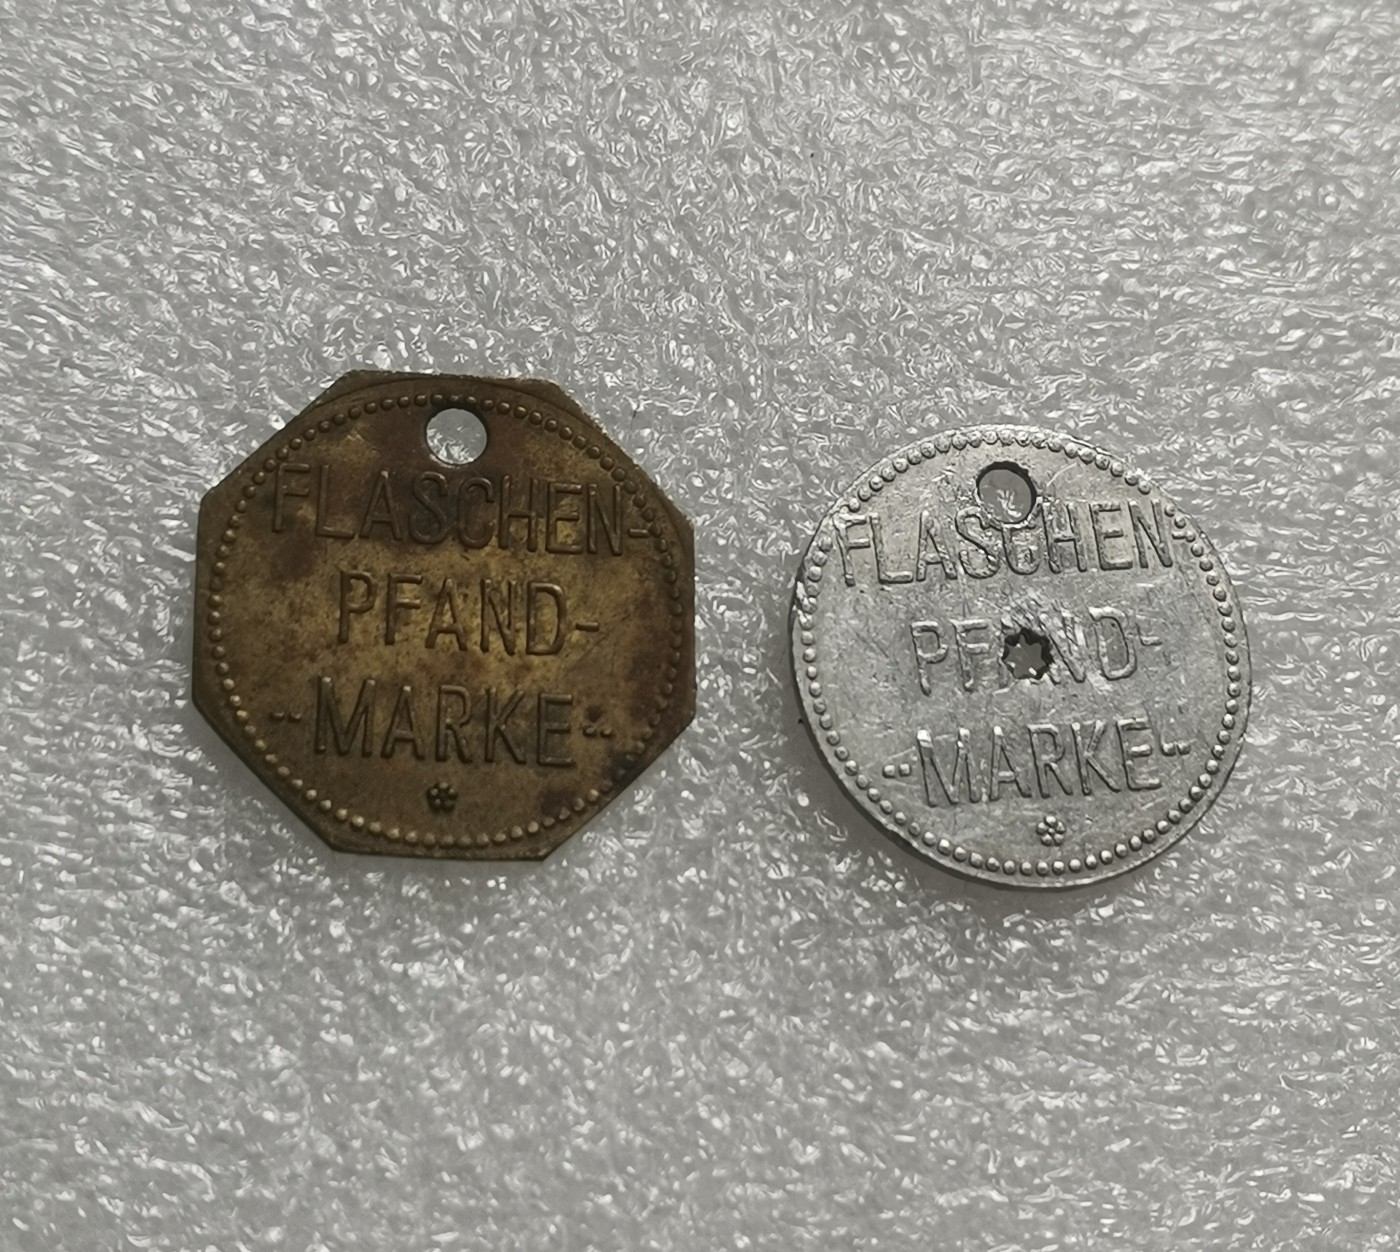 FLASCHEN-
PFAND-
MARKE
FLASCHEN-
PFAND-
MARKE